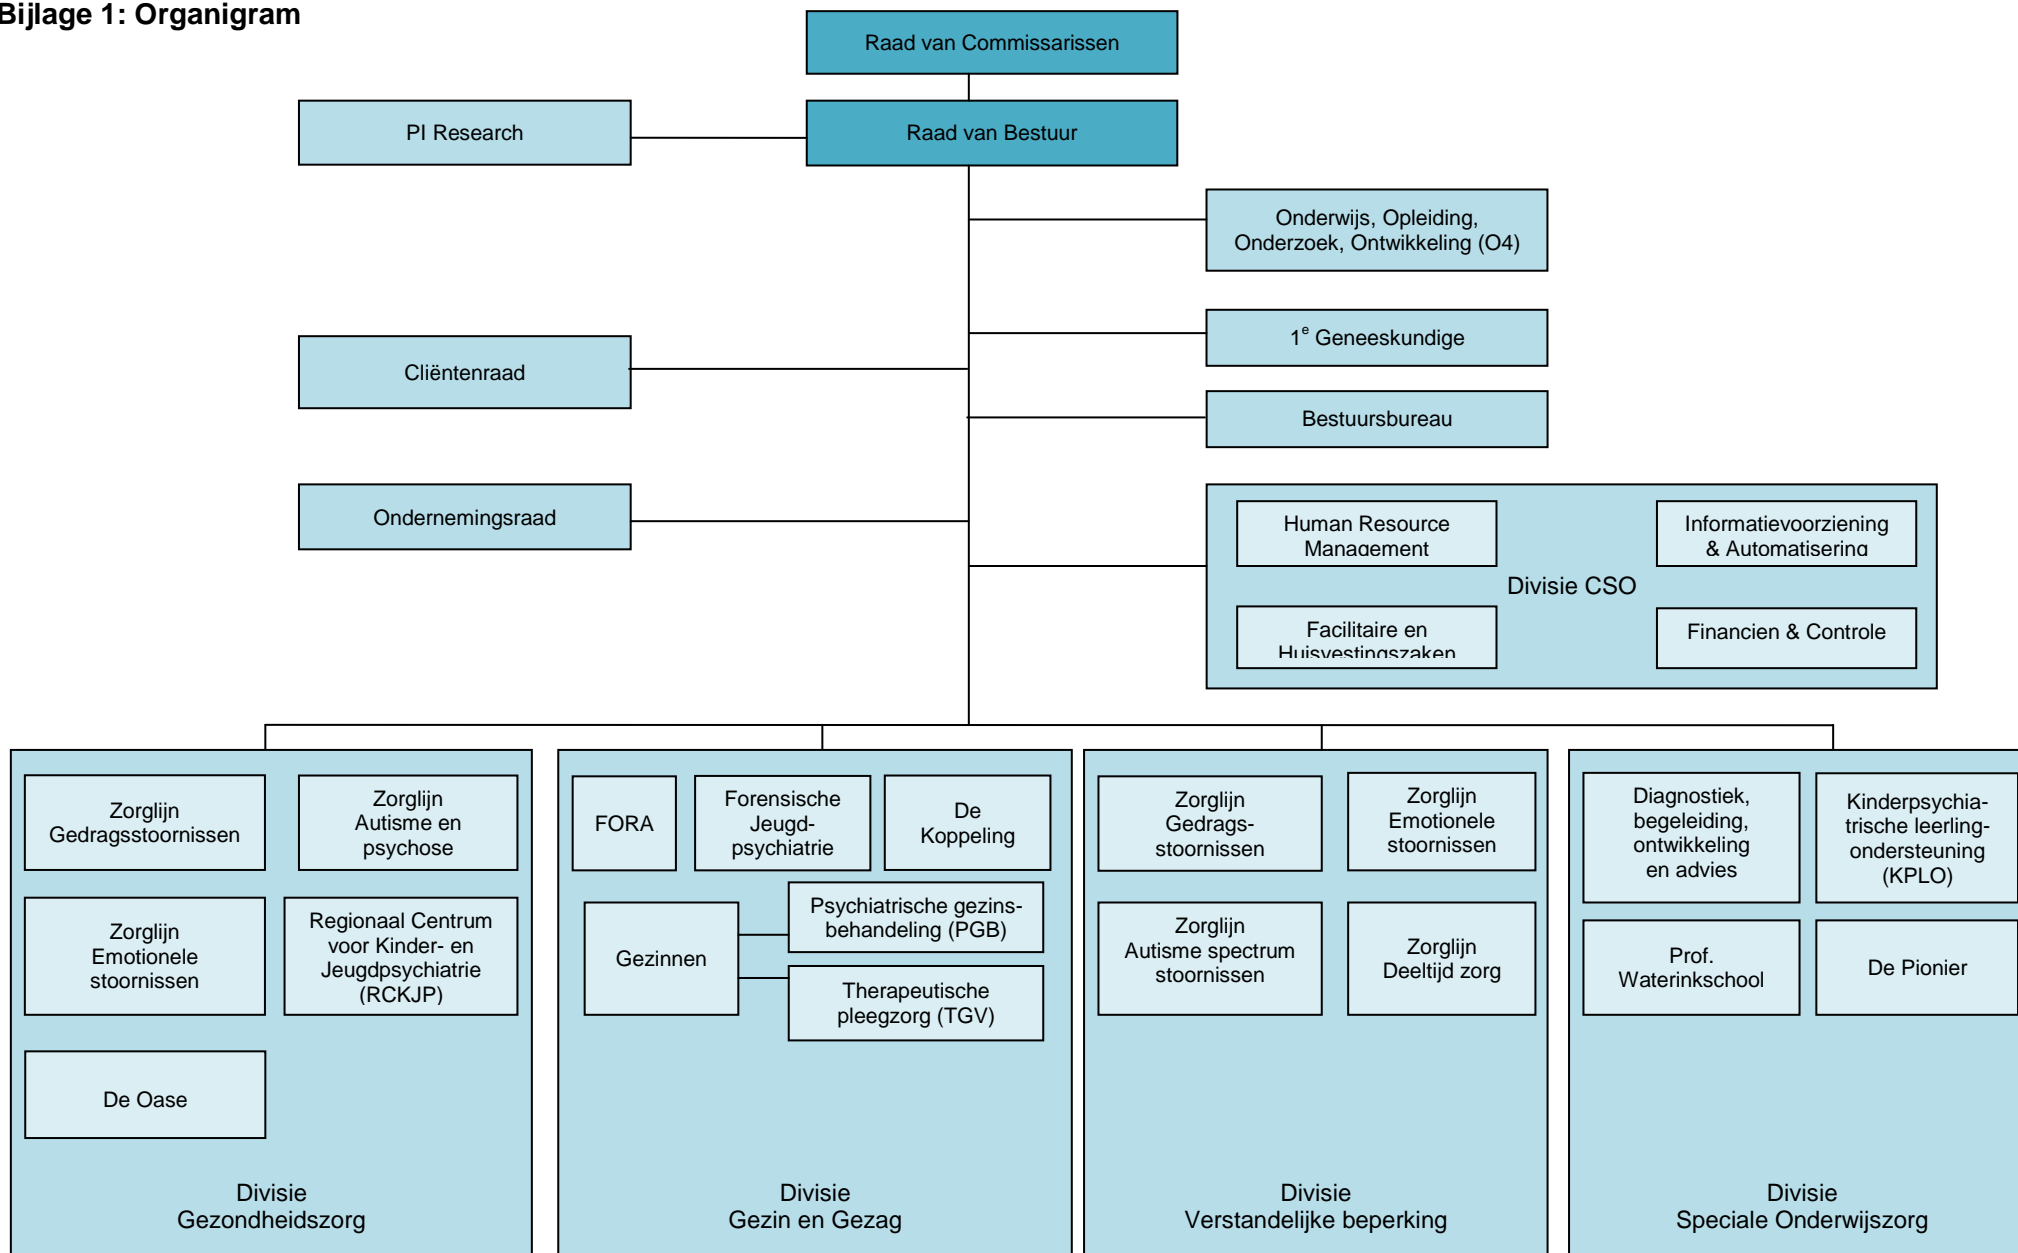 Bijlage 1: Organigram
Raad van Commissarissen
PI Research
Raad van Bestuur
Onderwijs, Opleiding,
Onderzoek, Ontwikkeling (O4)
1e Geneeskundige
Cliëntenraad
Bestuursbureau
Ondernemingsraad
Human Resource
Management
Informatievoorziening
& Automatisering
Divisie CSO
Facilitaire en
Huisvestingszaken
Financien & Controle
Zorglijn
Gedragsstoornissen
Zorglijn
Autisme en
psychose
Zorglijn
Emotionele
stoornissen
Regionaal Centrum
voor Kinder- en
Jeugdpsychiatrie
(RCKJP)
De Oase
Divisie
Gezondheidszorg
FORA
Forensische
Jeugd-
psychiatrie
De
Koppeling
Gezinnen
Psychiatrische gezins-
behandeling (PGB)
Therapeutische
pleegzorg (TGV)
Divisie
Gezin en Gezag
Zorglijn
Gedrags-
stoornissen
Zorglijn
Emotionele
stoornissen
Zorglijn
Autisme spectrum
stoornissen
Zorglijn
Deeltijd zorg
Divisie
Verstandelijke beperking
Diagnostiek,
begeleiding,
ontwikkeling
en advies
Kinderpsychia-
trische leerling-
ondersteuning
(KPLO)
Prof.
Waterinkschool
De Pionier
Divisie
Speciale Onderwijszorg